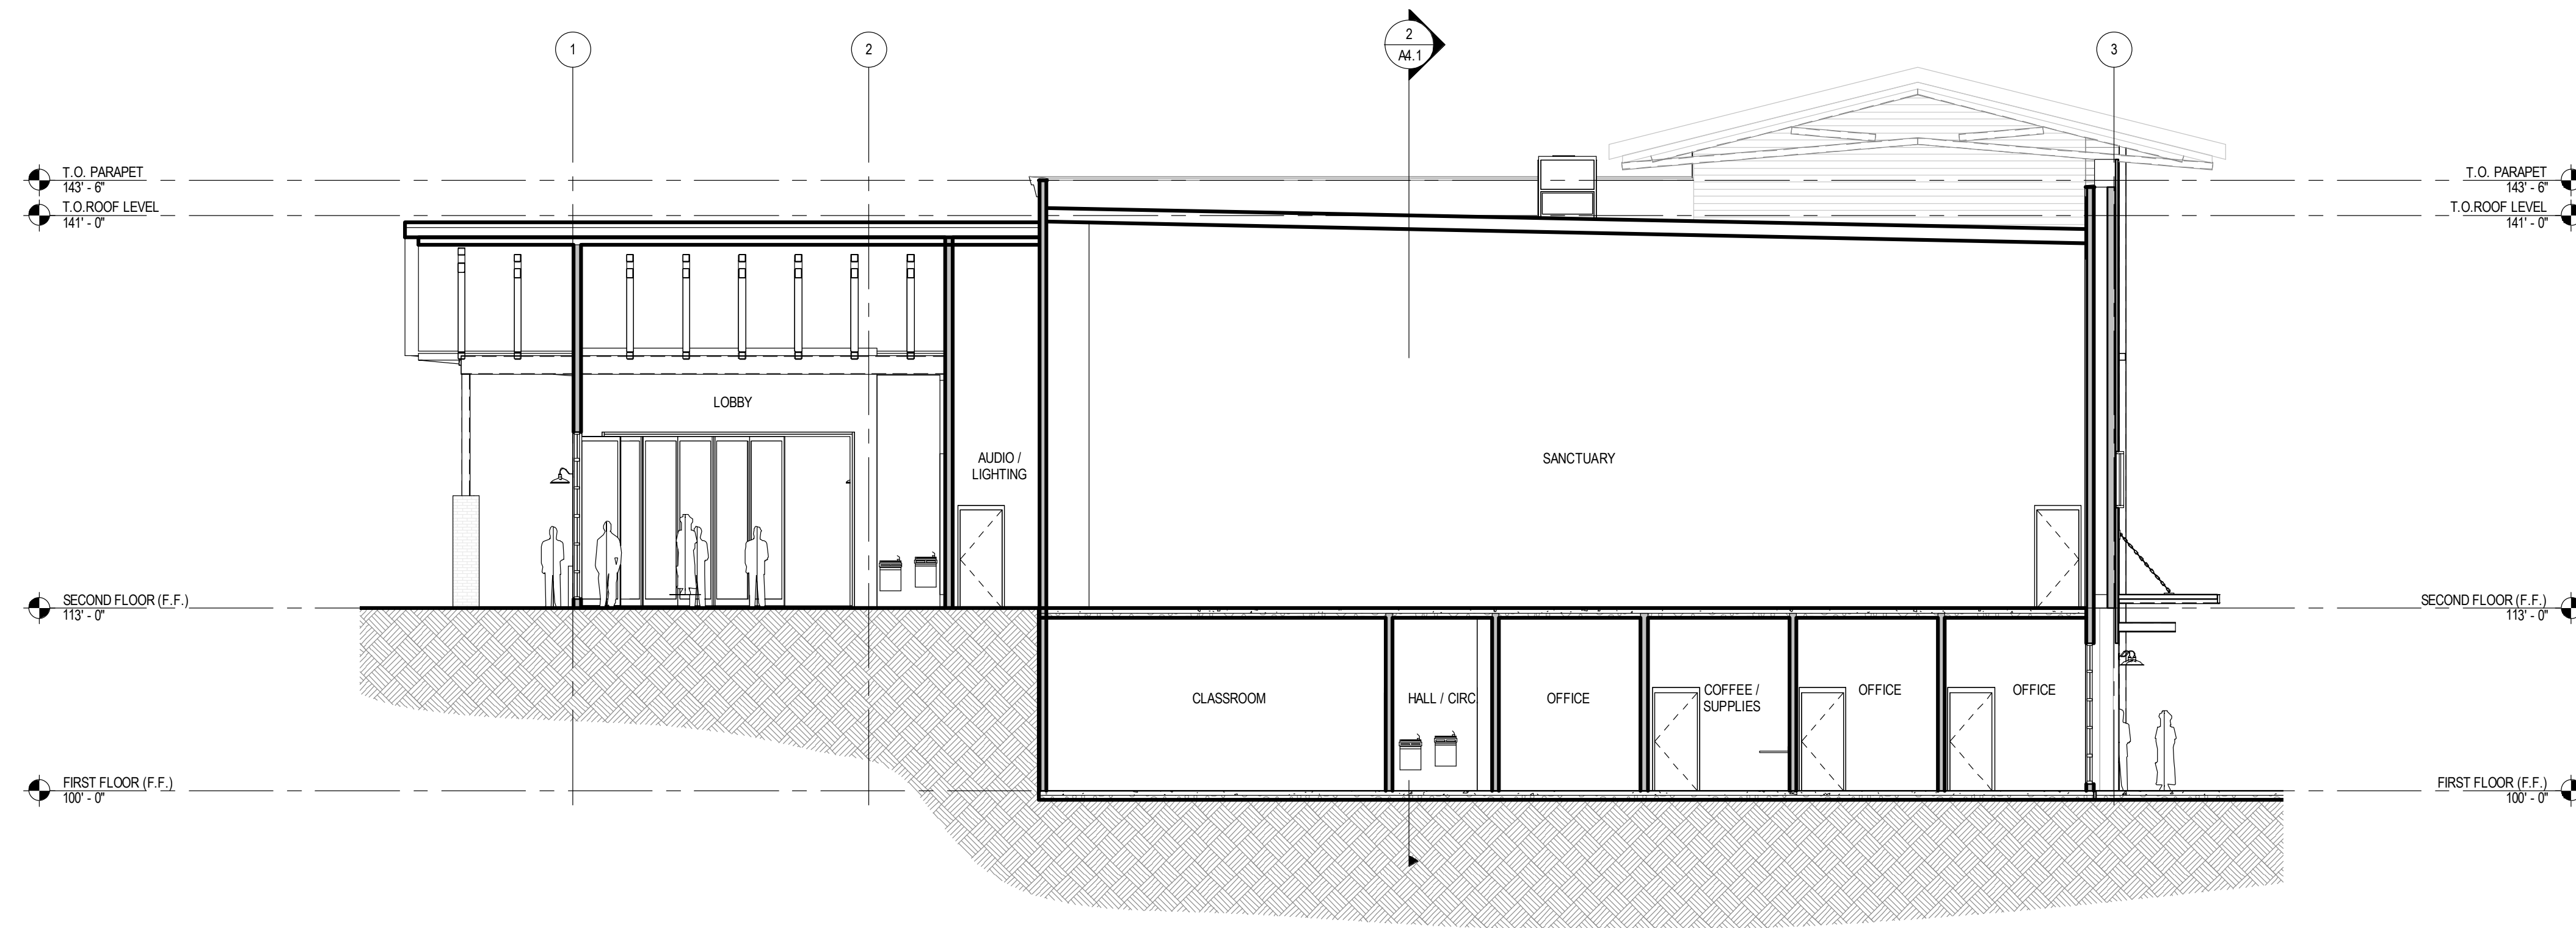 1
2
2
A4.1
3
T.O. PARAPET
143' - 6"
T.O.ROOF LEVEL
141' - 0"
T.O. PARAPET
143' - 6"
T.O.ROOF LEVEL
141' - 0"
LOBBY
AUDIO /
LIGHTING
SANCTUARY
SECOND FLOOR (F.F.)
113' - 0"
SECOND FLOOR (F.F.)
113' - 0"
CLASSROOM
HALL / CIRC.
OFFICE
COFFEE /
SUPPLIES
OFFICE
OFFICE
FIRST FLOOR (F.F.)
100' - 0"
FIRST FLOOR (F.F.)
100' - 0"